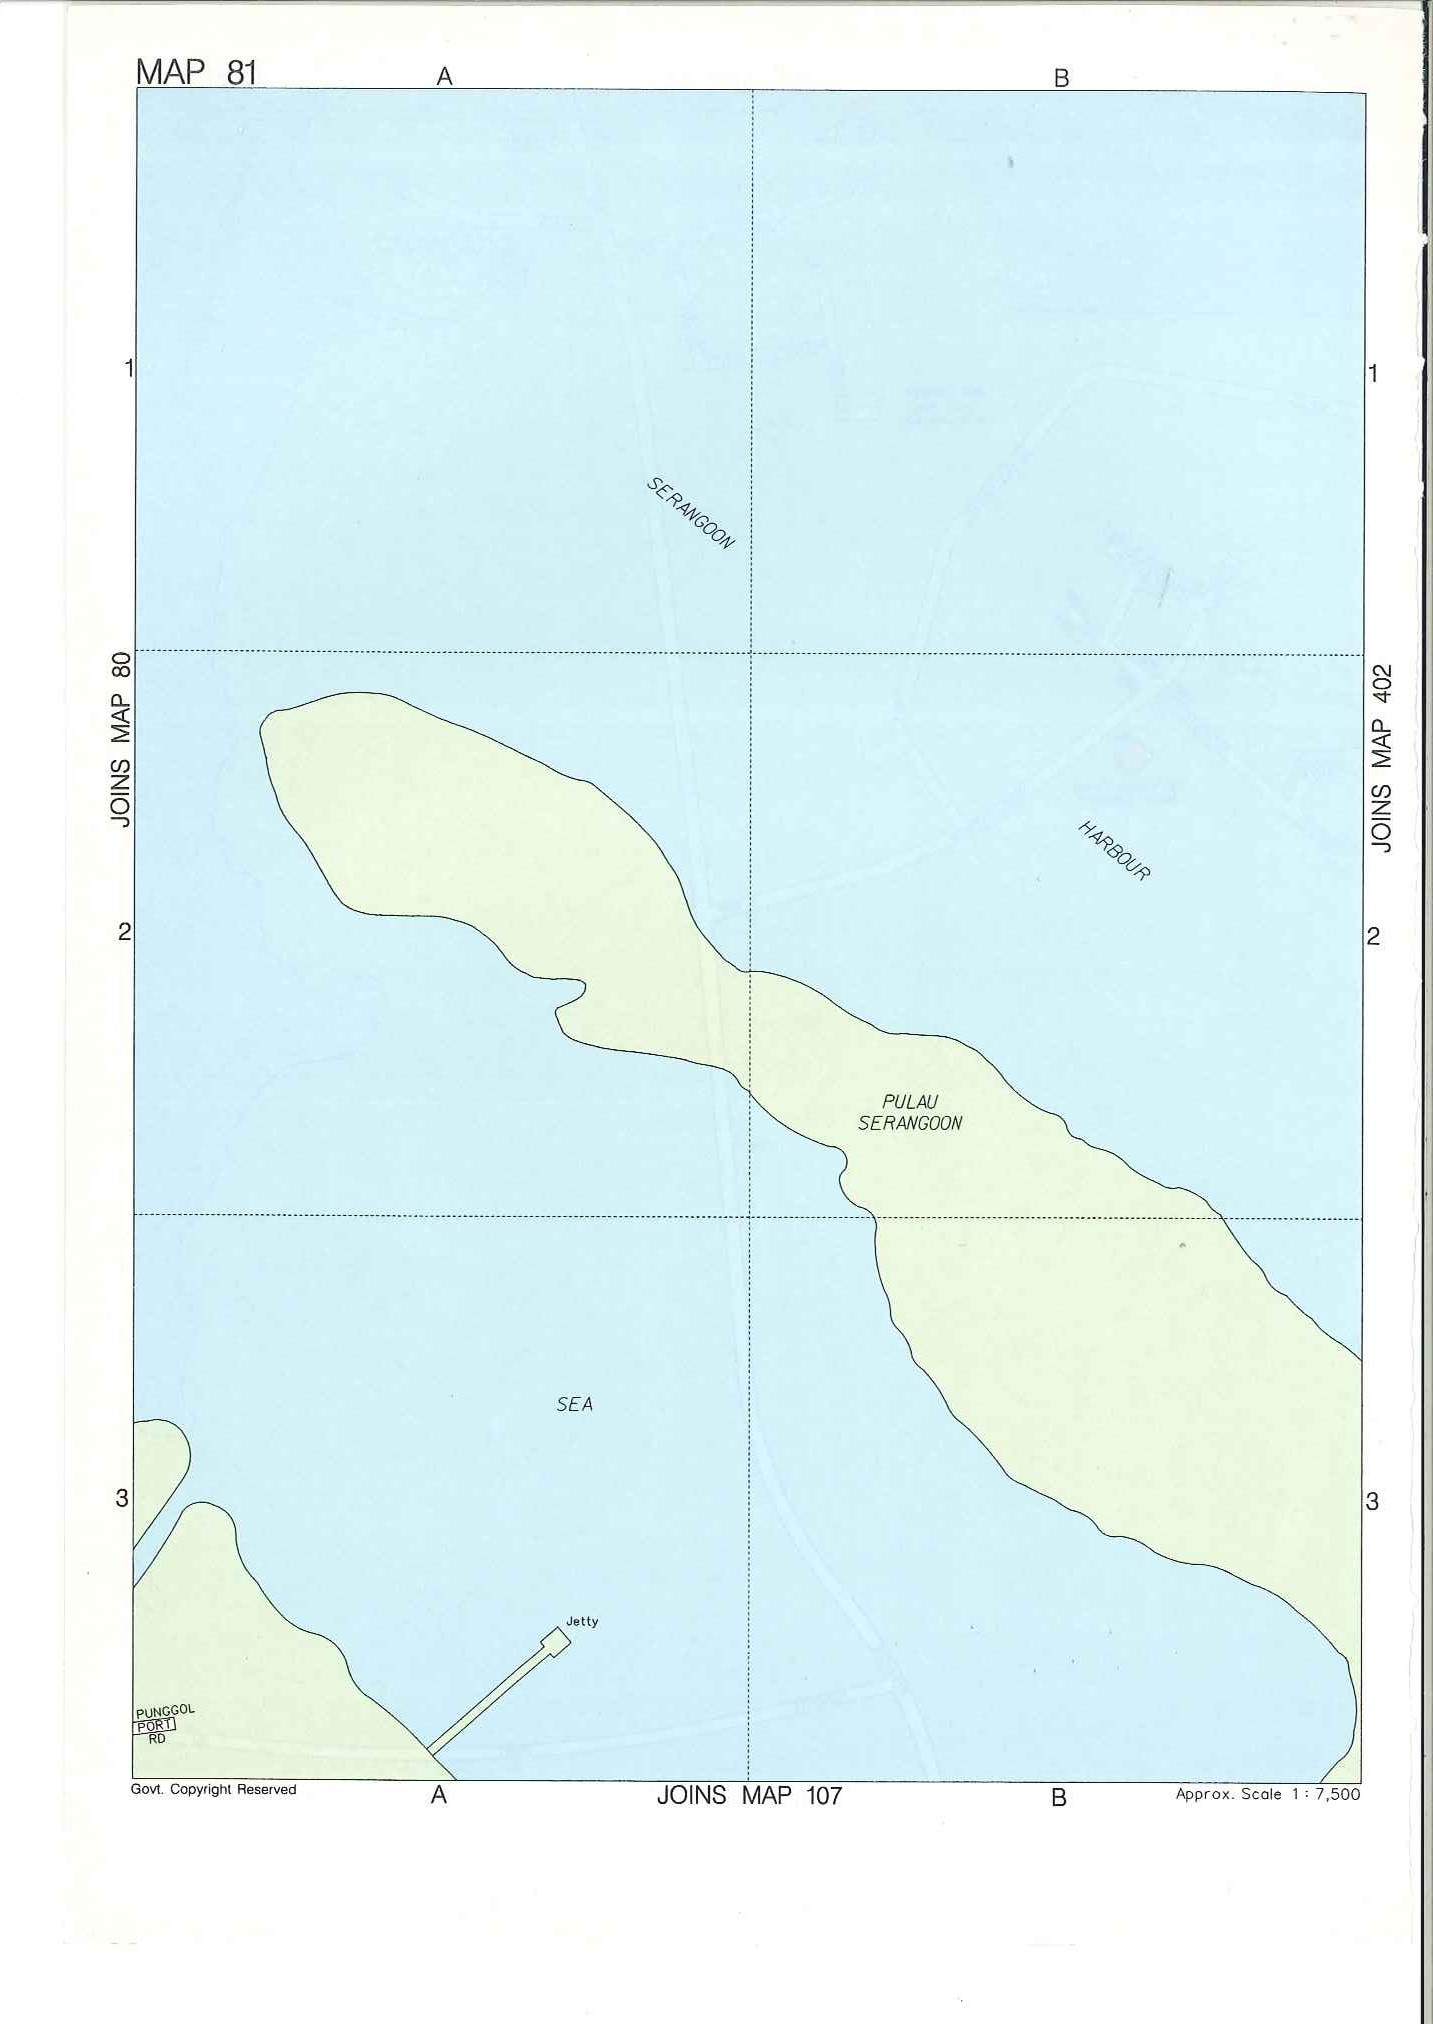 MAP 81
A
B
1
1
SERANGOON
JOINS MAP 80
JOINS MAP 402
HARBOUR
2
2
PULAU
SERANGOON
SEA
3
3
Jetty
PUNGGOL
PORT
RD
Govt. Copyright Reserved
A
JOINS MAP 107
B
Approx. Scale 1 : 7,500